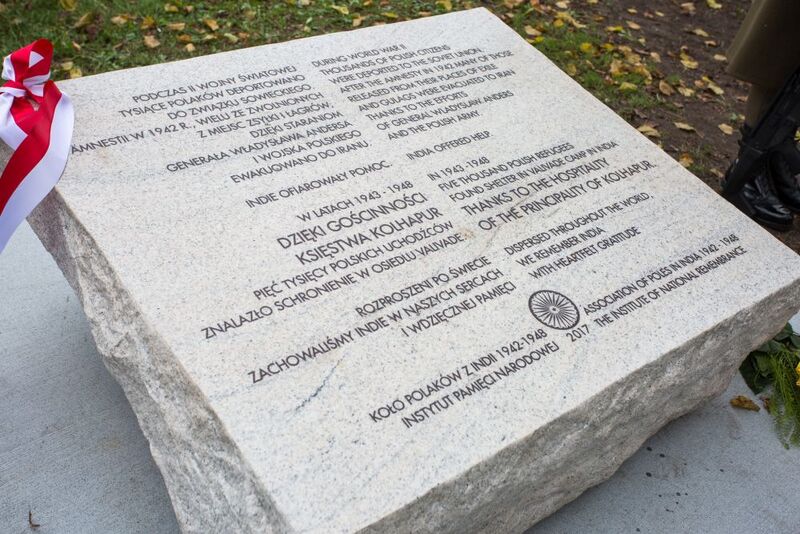 PODCZAS II WOJNY ŚWIATOWEJ
TYSIĄCE POLAKÓW DEPORTOWANO
DO ZWIĄZKU SOWIECKIEGO
AMNESTII W 1942 R., WIELU ZE ZWOLNIONYCH
Z MIEJSC ZSYŁKI I ŁAGRÓW,
DZIĘKI STARANIOM
GENERAŁA WŁADYSŁAWA ANDERSA
I WOJSKA POLSKIEGO
EWAKUOWANO DO IRANU.
INDIE OFIAROWAŁY POMOC.
W LATACH 1943 - 1948
DZIĘKI GOŚCINNOŚCI
KSIĘSTWA KOLHAPUR
PIĘĆ TYSIĘCY POLSKICH UCHODŹCÓW
ZNALAZŁO SCHRONIENIE W OSIEDLU VALIVADE.
ROZPROSZENI PO ŚWIECIE
ZACHOWALIŚMY INDIE W NASZYCH SERCACH
I WDZIĘCZNEJ PAMIĘCI
KOŁO POLAKÓW Z INDII 1942-1948
INSTYTUT PAMIĘCI NARODOWEJ
DURING WORLD WAR II
THOUSANDS OF POLISH CITIZENS
WERE DEPORTED TO THE SOVIET UNION.
AFTER THE AMNESTY IN 1942 MANY OF THOSE
RELEASED FROM THEIR PLACES OF EXILE
AND GULAGS WERE EVACUATED TO IRAN
THANKS TO THE EFFORTS
OF GENERAL WLADYSLAW ANDERS
AND THE POLISH ARMY.
INDIA OFFERED HELP.
IN 1943 - 1948
FIVE THOUSAND POLISH REFUGEES
FOUND SHELTER IN VALIVADE CAMP IN INDIA
THANKS TO THE HOSPITALITY
OF THE PRINCIPALITY OF KOLHAPUR.
DISPERSED THROUGHOUT THE WORLD,
WE REMEMBER INDIA
WITH HEARTFELT GRATITUDE
ASSOCIATION OF POLES IN INDIA 1942 - 1948
2017 THE INSTITUTE OF NATIONAL REMEMBRANCE